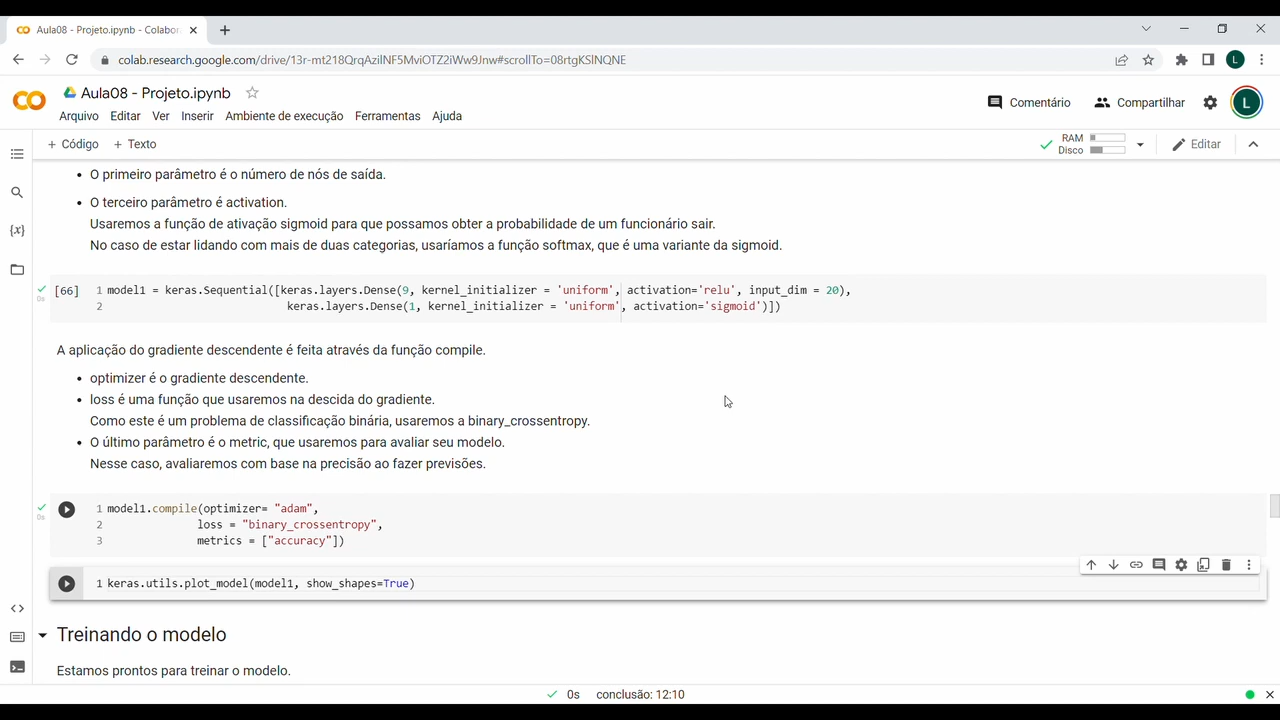 Aula08 - Projeto.ipynb - Colabor
colab.research.google.com/drive/13r-mt218QrqAzilNF5MviOTZ2iWw9Jnw#scrollTo=08rtgKSlNQNE
L
Aula08 - Projeto.ipynb
Comentário
Compartilhar
L
Arquivo Editar Ver Inserir Ambiente de execução Ferramentas Ajuda
+ Código + Texto
RAM
Disco
Editar
• O primeiro parâmetro é o número de nós de saída.
• O terceiro parâmetro é activation.
Usaremos a função de ativação sigmoid para que possamos obter a probabilidade de um funcionário sair.
No caso de estar lidando com mais de duas categorias, usaríamos a função softmax, que é uma variante da sigmoid.
0s [66] 1 model1 = keras.Sequential([keras.layers.Dense(9, kernel_initializer = 'uniform', activation='relu', input_dim = 20),
2 keras.layers.Dense(1, kernel_initializer = 'uniform', activation='sigmoid')])
A aplicação do gradiente descendente é feita através da função compile.
• optimizer é o gradiente descendente.
• loss é uma função que usaremos na descida do gradiente.
Como este é um problema de classificação binária, usaremos a binary_crossentropy.
• O último parâmetro é o metric, que usaremos para avaliar seu modelo.
Nesse caso, avaliaremos com base na precisão ao fazer previsões.
0s 1 model1.compile(optimizer= "adam",
2 loss = "binary_crossentropy",
3 metrics = ["accuracy"])
1 keras.utils.plot_model(model1, show_shapes=True)
Treinando o modelo
Estamos prontos para treinar o modelo.
0s conclusão: 12:10